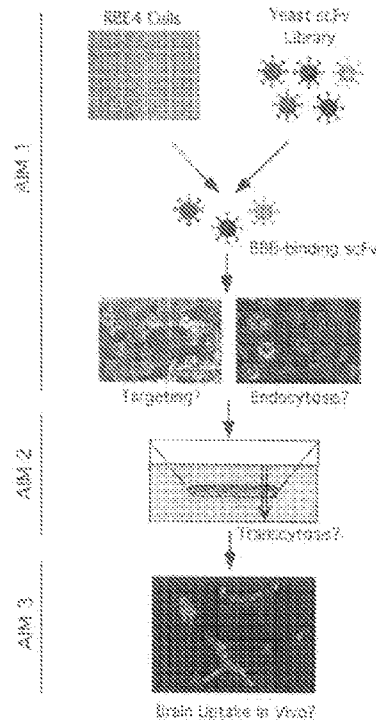 RBE4 Cells
Yeast scFv
Library
AIM 1
BBB-binding scFv
Targeting?
Endocytosis?
AIM 2
Transcytosis?
AIM 3
Brain Uptake in Vivo?